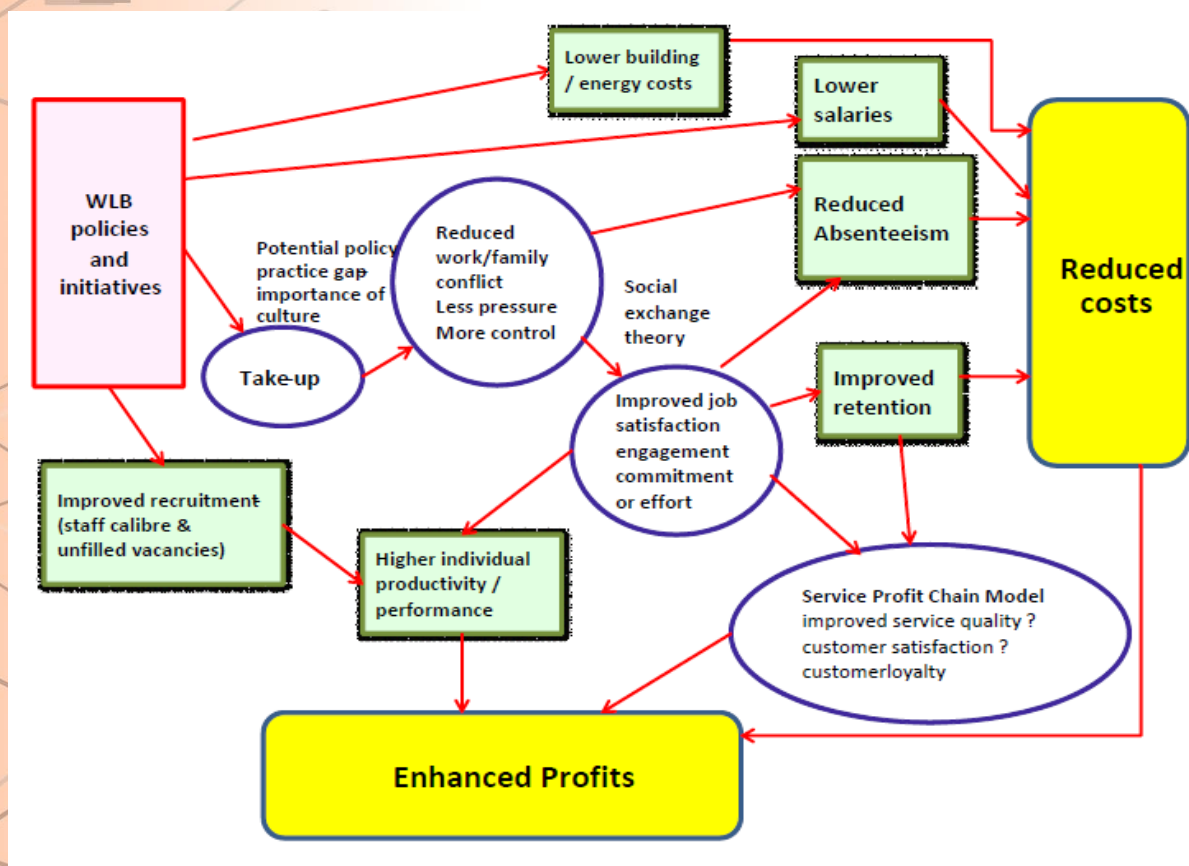 Lower building
/ energy costs
Lower
salaries
WLB
policies
and
initiatives
Potential policy
practice gap-
importance of
culture
Reduced
work/family
conflict
Less pressure
More control
Reduced
Absenteeism
Reduced
costs
Social
exchange
theory
Take-up
Improved job
satisfaction
engagement
commitment
or effort
Improved
retention
Improved recruitment-
(staff calibre &
unfilled vacancies)
Higher individual
productivity /
performance
Service Profit Chain Model
improved service quality ?
customer satisfaction ?
customerloyalty
Enhanced Profits